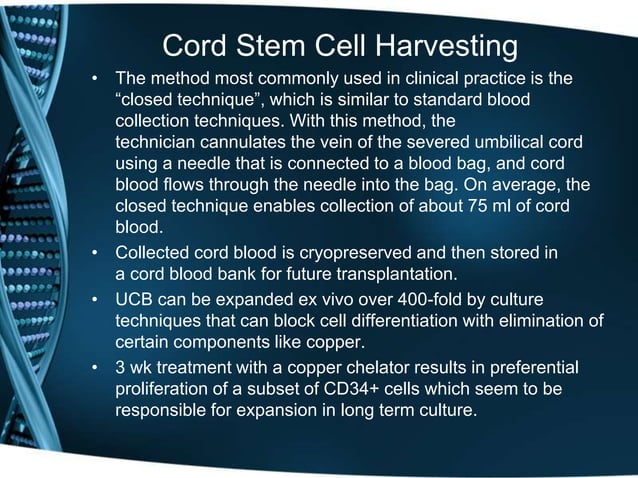 Cord Stem Cell Harvesting
• The method most commonly used in clinical practice is the
“closed technique”, which is similar to standard blood
collection techniques. With this method, the
technician cannulates the vein of the severed umbilical cord
using a needle that is connected to a blood bag, and cord
blood flows through the needle into the bag. On average, the
closed technique enables collection of about 75 ml of cord
blood.
• Collected cord blood is cryopreserved and then stored in
a cord blood bank for future transplantation.
• UCB can be expanded ex vivo over 400-fold by culture
techniques that can block cell differentiation with elimination of
certain components like copper.
• 3 wk treatment with a copper chelator results in preferential
proliferation of a subset of CD34+ cells which seem to be
responsible for expansion in long term culture.